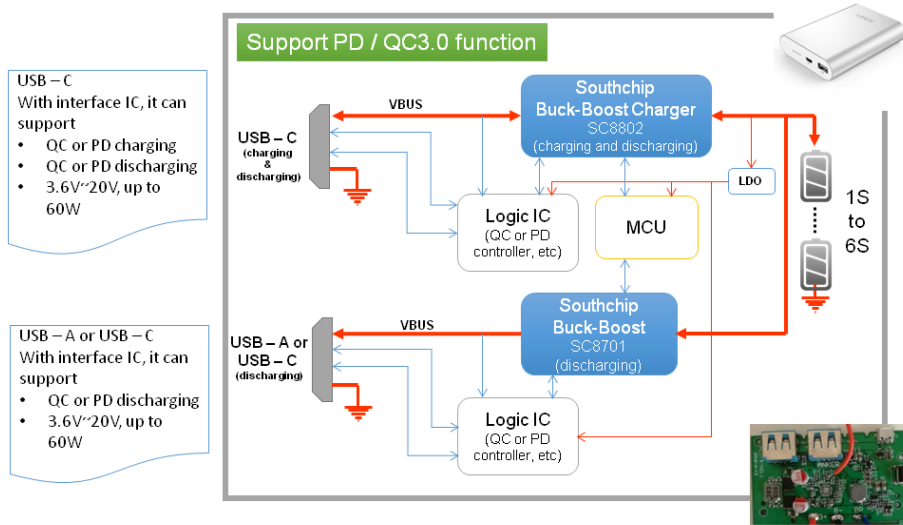 Support PD / QC3.0 function
USB – C
With interface IC, it can
support
• QC or PD charging
• QC or PD discharging
• 3.6V~20V, up to
60W
USB – C
(charging
&
discharging)
VBUS
Southchip
Buck-Boost Charger
SC8802
(charging and discharging)
LDO
Logic IC
(QC or PD
controller, etc)
MCU
1S
to
6S
USB – A or USB – C
With interface IC, it can
support
• QC or PD discharging
• 3.6V~20V, up to
60W
USB – A or
USB – C
(discharging)
VBUS
Southchip
Buck-Boost
SC8701
(discharging)
Logic IC
(QC or PD
controller, etc)
ANKER